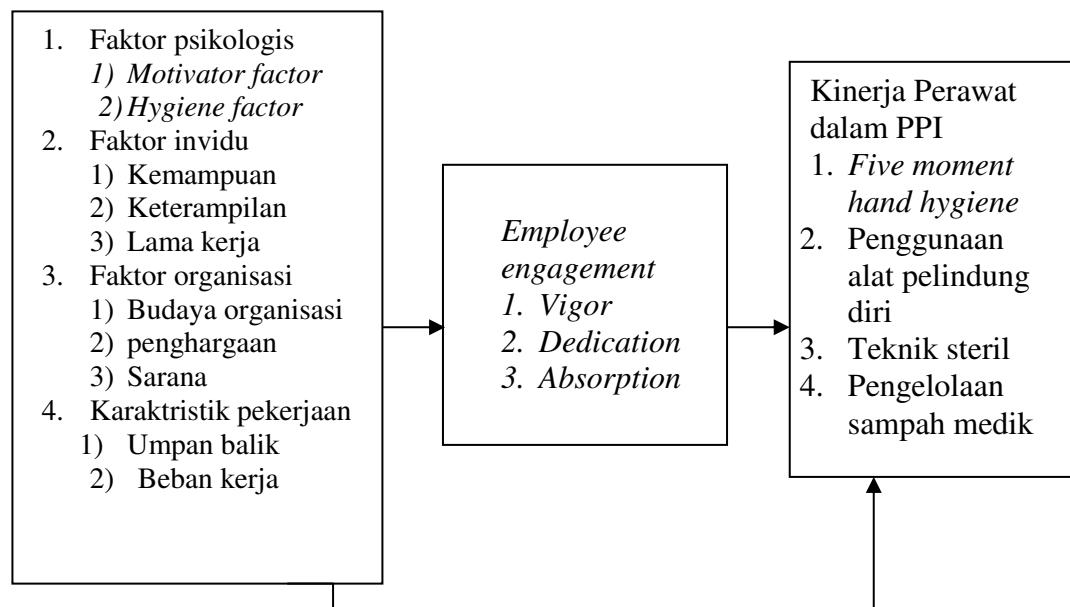 1. Faktor psikologis
1) Motivator factor
2) Hygiene factor
2. Faktor invidu
1) Kemampuan
2) Keterampilan
3) Lama kerja
3. Faktor organisasi
1) Budaya organisasi
2) penghargaan
3) Sarana
4. Karaktristik pekerjaan
1) Umpan balik
2) Beban kerja
Employee
engagement
1. Vigor
2. Dedication
3. Absorption
Kinerja Perawat
dalam PPI
1. Five moment
hand hygiene
2. Penggunaan
alat pelindung
diri
3. Teknik steril
4. Pengelolaan
sampah medik